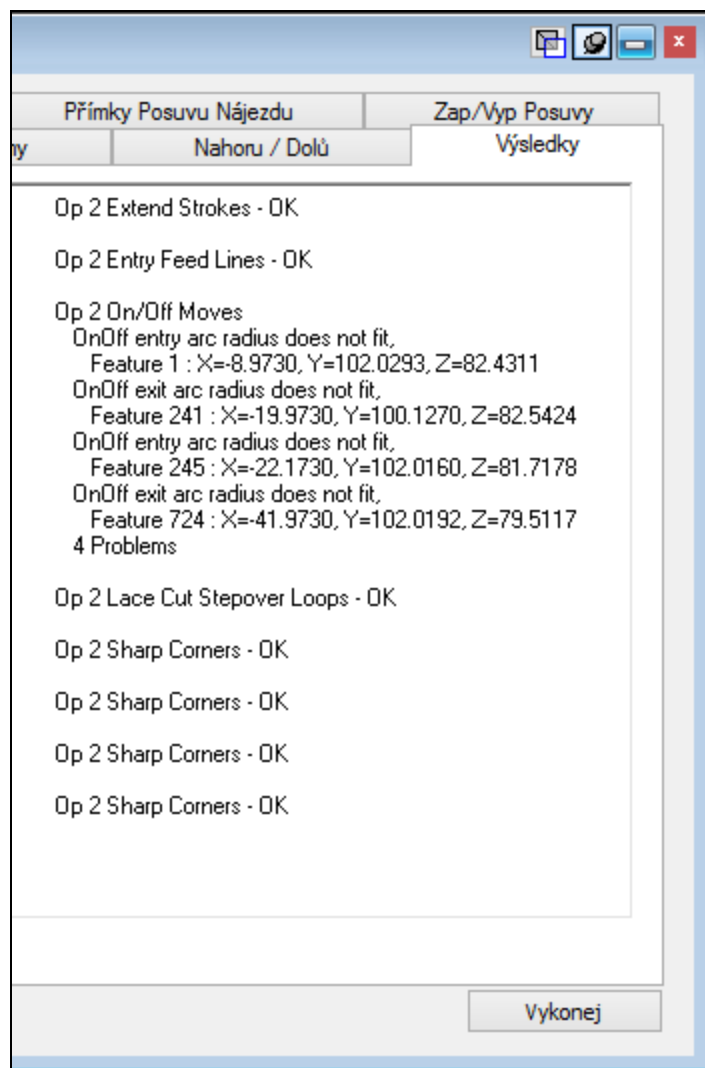 Přímky Posuvu Nájezdu
Zap/Vyp Posuvy
ny
Nahoru / Dolů
Výsledky
Op 2 Extend Strokes - OK
Op 2 Entry Feed Lines - OK
Op 2 On/Off Moves
OnOff entry arc radius does not fit,
Feature 1 : X=-8.9730, Y=102.0293, Z=82.4311
OnOff exit arc radius does not fit,
Feature 241 : X=-19.9730, Y=100.1270, Z=82.5424
OnOff entry arc radius does not fit,
Feature 245 : X=-22.1730, Y=102.0160, Z=81.7178
OnOff exit arc radius does not fit,
Feature 724 : X=-41.9730, Y=102.0192, Z=79.5117
4 Problems
Op 2 Lace Cut Stepover Loops - OK
Op 2 Sharp Corners - OK
Op 2 Sharp Corners - OK
Op 2 Sharp Corners - OK
Op 2 Sharp Corners - OK
Vykonej